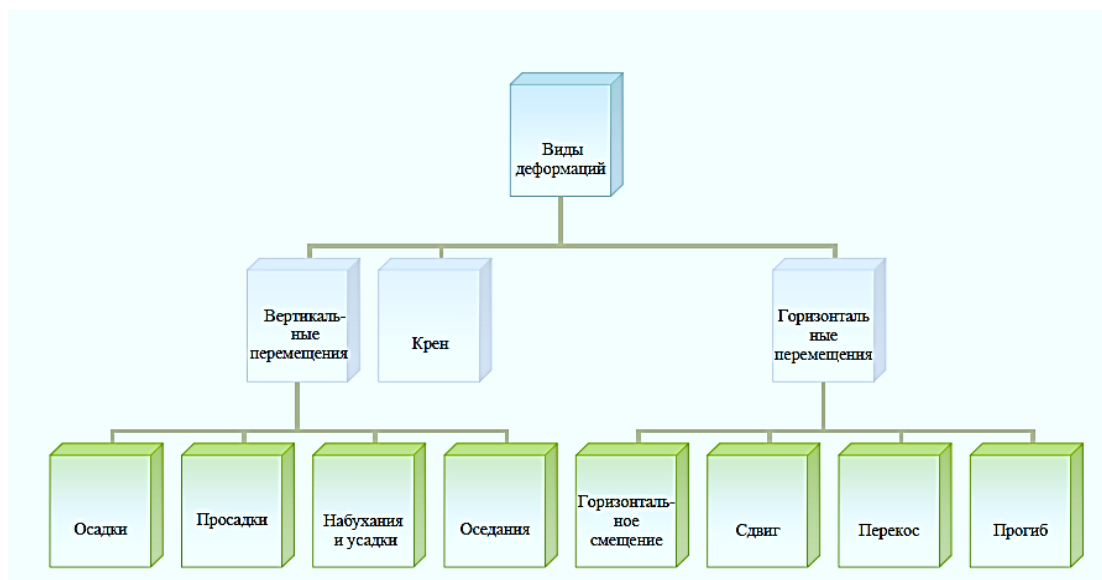 Виды
деформаций
Вертикаль-
ные
перемещения
Крен
Горизонталь
ные
перемещения
Осадки
Просадки
Набухания
и усадки
Оседания
Горизонталь-
ное
смещение
Сдвиг
Перекос
Прогиб